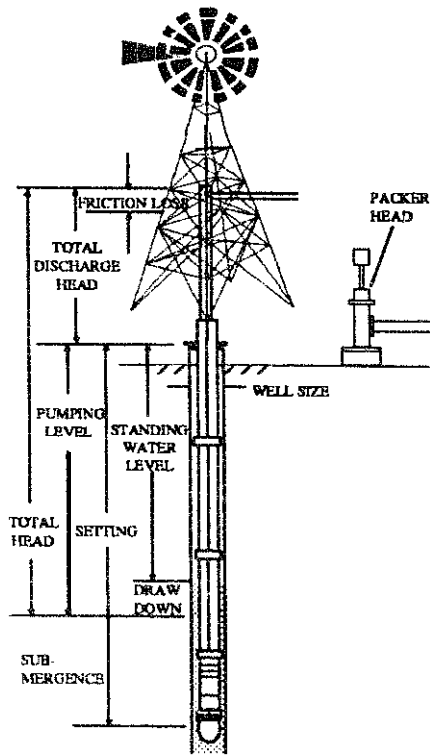 FRICTION LOSS
PACKER
HEAD
TOTAL
DISCHARGE
HEAD
WELL SIZE
PUMPING
LEVEL
STANDING
WATER
LEVEL
TOTAL
HEAD
SETTING
DRAW
DOWN
SUB-
MERGENCE